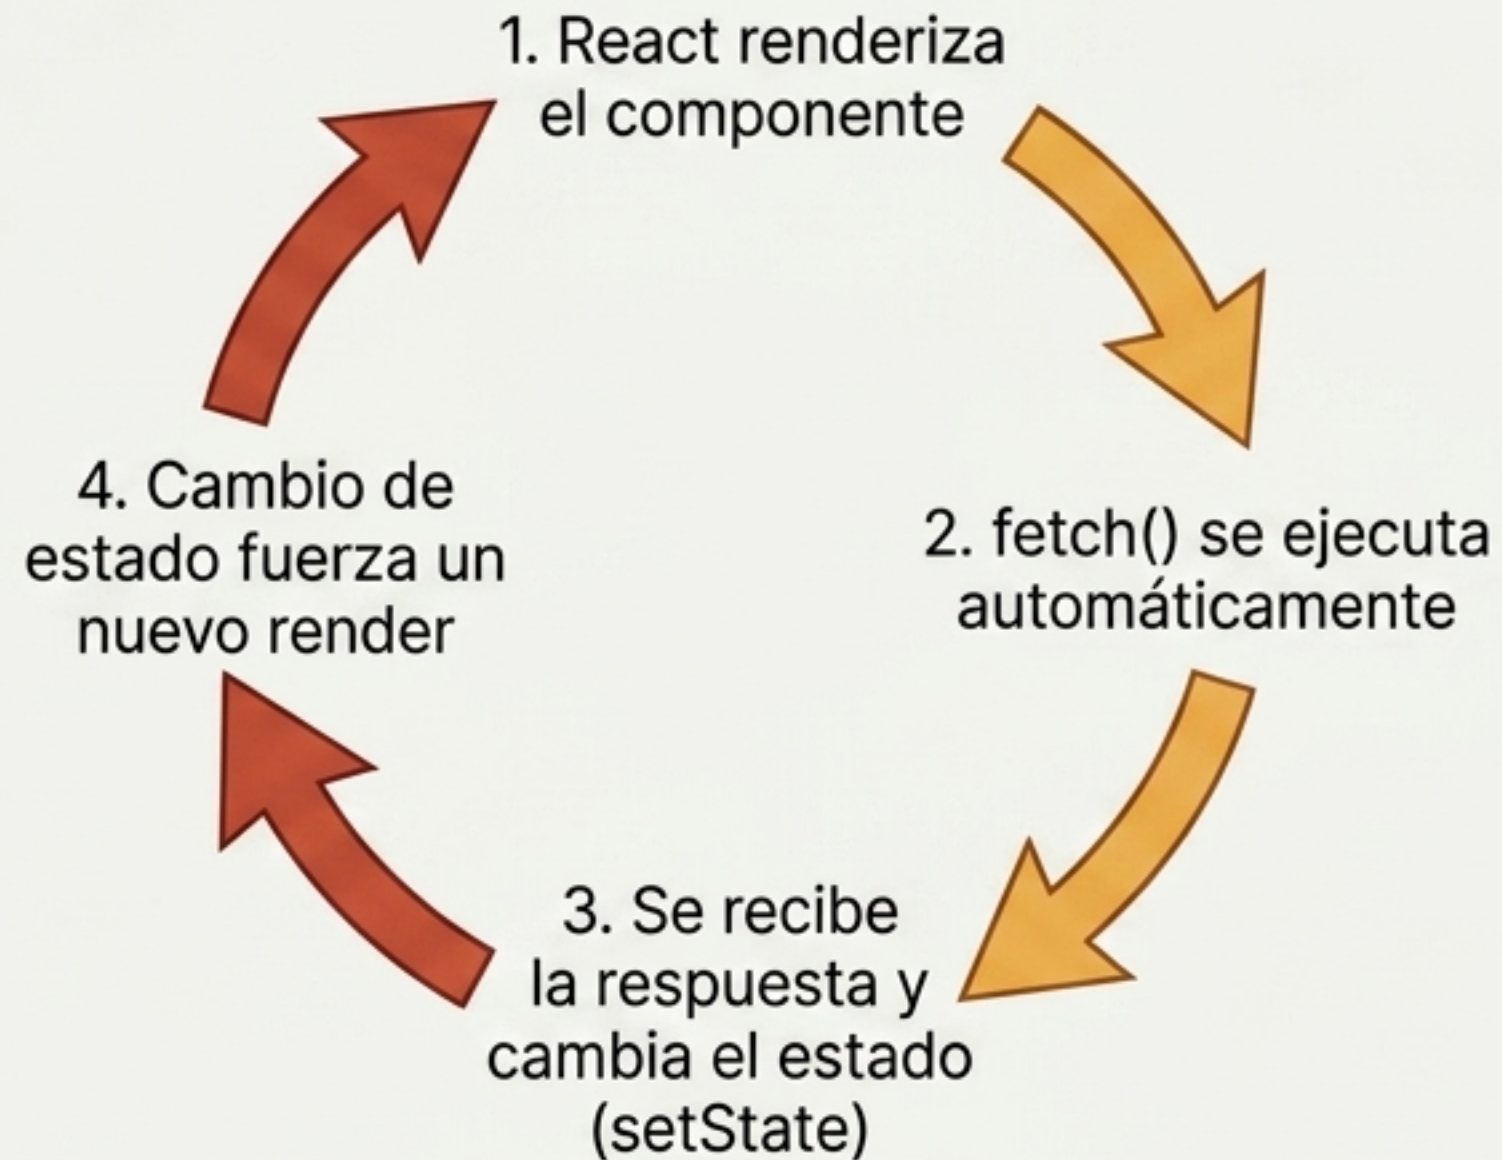 1. React renderiza
el componente
2. fetch() se ejecuta
automáticamente
3. Se recibe
la respuesta y
cambia el estado
(setState)
4. Cambio de
estado fuerza un
nuevo render